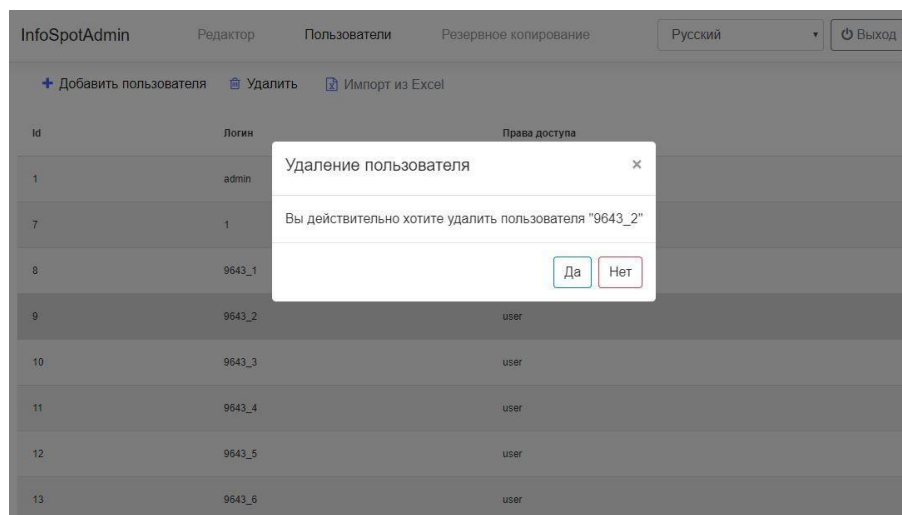 InfoSpotAdmin Редактор Пользователи Резервное копирование Русский Выход
Добавить пользователя Удалить Импорт из Excel
Id Логин Права доступа
Удаление пользователя ×
1 admin
Вы действительно хотите удалить пользователя "9643_2"
7 1
Да Нет
8 9643_1
9 9643_2 user
10 9643_3 user
11 9643_4 user
12 9643_5 user
13 9643_6 user